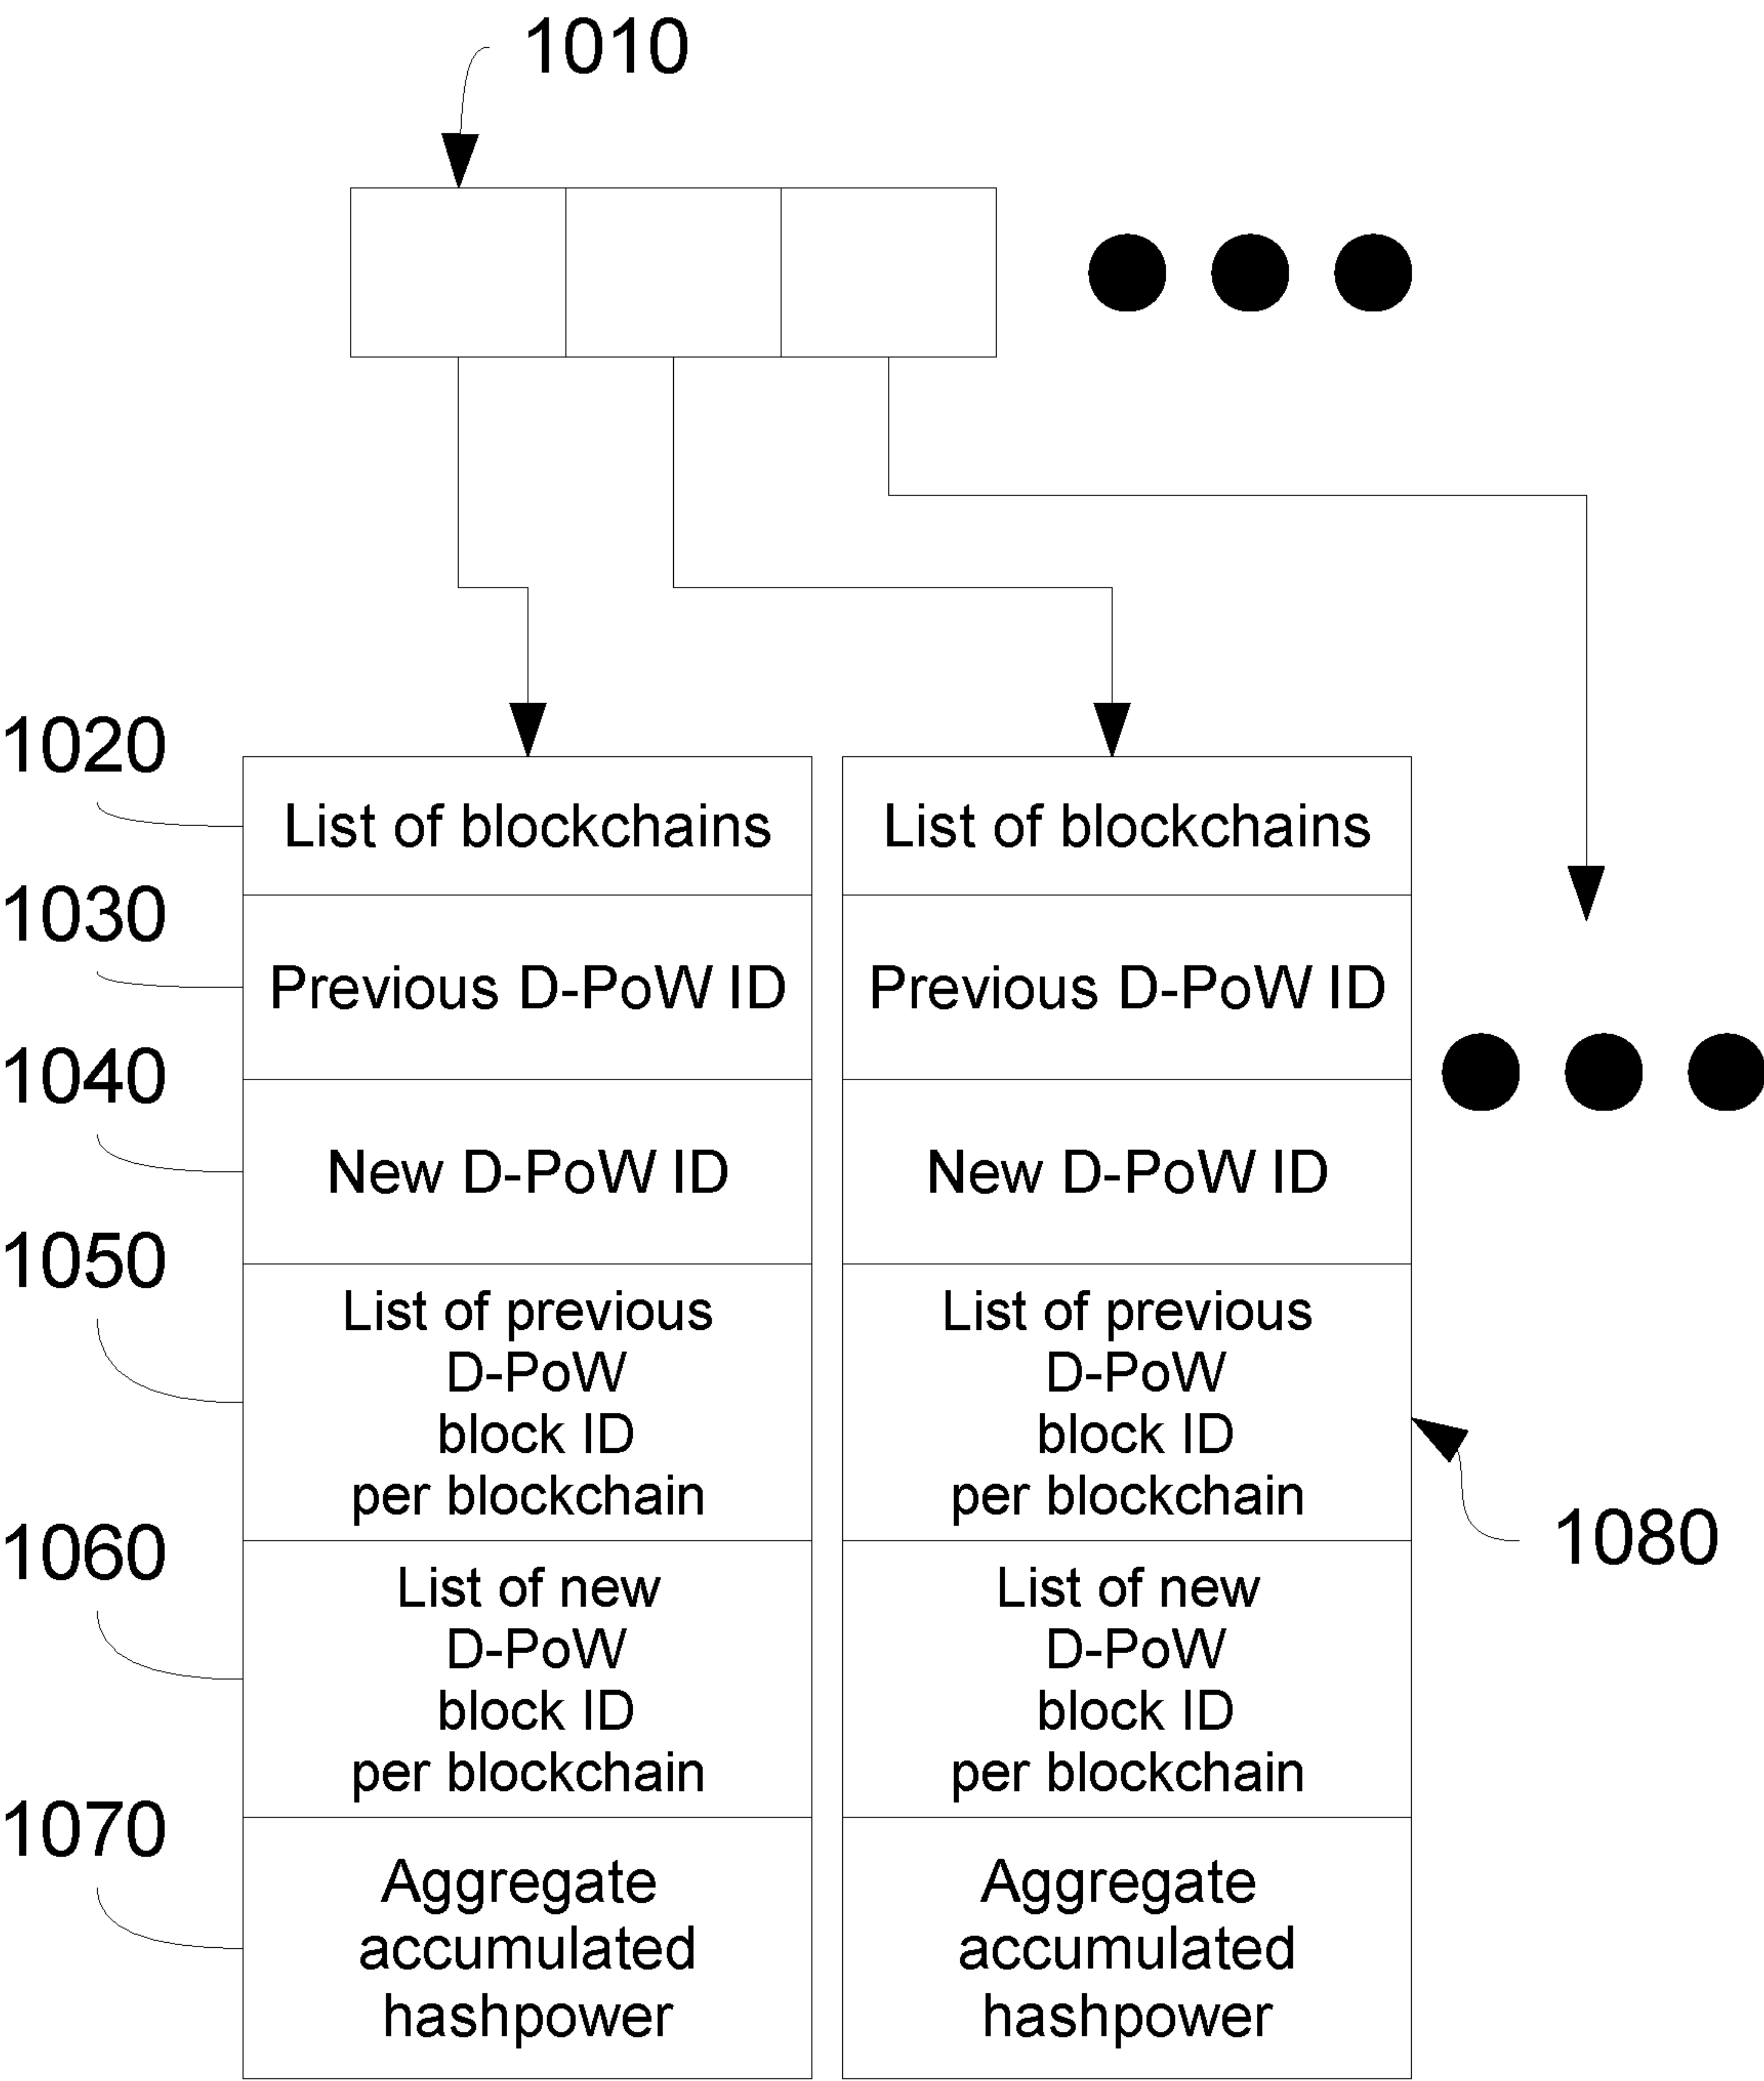 1010
1020
List of blockchains
List of blockchains
1030
Previous D-PoW ID
Previous D-PoW ID
1040
New D-PoW ID
New D-PoW ID
1050
List of previous
D-PoW
block ID
per blockchain
List of previous
D-PoW
block ID
per blockchain
1080
1060
List of new
D-PoW
block ID
per blockchain
List of new
D-PoW
block ID
per blockchain
1070
Aggregate
accumulated
hashpower
Aggregate
accumulated
hashpower